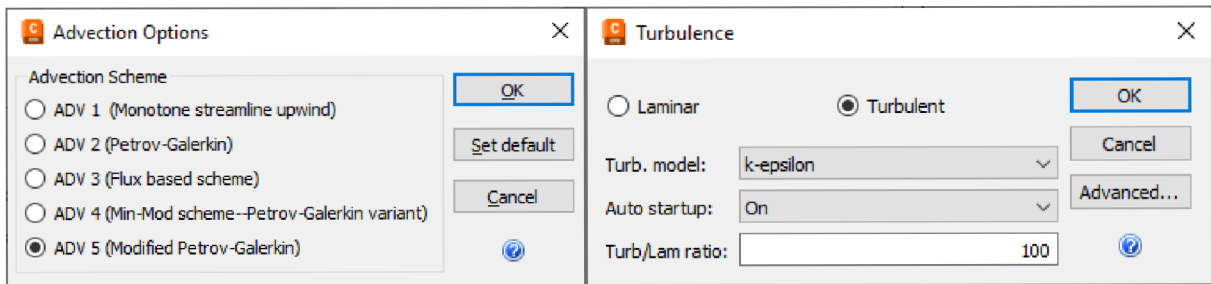 Advection Options
Advection Scheme
ADV 1 (Monotone streamline upwind)
ADV 2 (Petrov-Galerkin)
ADV 3 (Flux based scheme)
ADV 4 (Min-Mod scheme--Petrov-Galerkin variant)
ADV 5 (Modified Petrov-Galerkin)
OK
Set default
Cancel
?
Turbulence
Laminar
Turbulent
Turb. model: k-epsilon
Auto startup: On
Turb/Lam ratio: 100
OK
Cancel
Advanced...
?